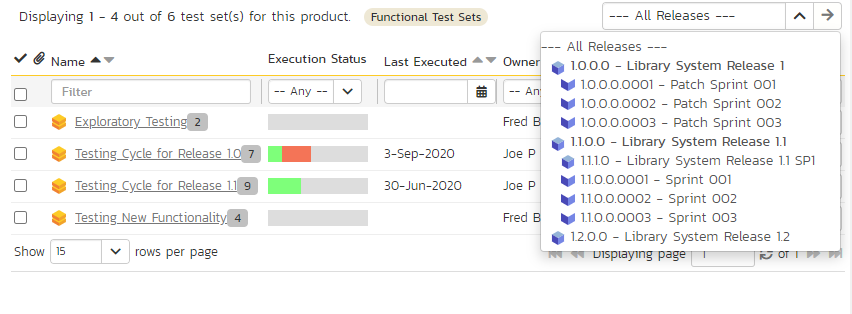 Displaying 1 - 4 out of 6 test set(s) for this product. Functional Test Sets
--- All Releases ---
Name Execution Status Last Executed Owner
Filter -- Any -- -- An
Exploratory Testing 2 Fred B
Testing Cycle for Release 1.0 7 3-Sep-2020 Joe P
Testing Cycle for Release 1.1 9 30-Jun-2020 Joe P
Testing New Functionality 4 Fred B
--- All Releases ---
1.0.0.0 - Library System Release 1
1.0.0.0.0001 - Patch Sprint 001
1.0.0.0.0002 - Patch Sprint 002
1.0.0.0.0003 - Patch Sprint 003
1.1.0.0 - Library System Release 1.1
1.1.1.0 - Library System Release 1.1 SP1
1.1.0.0.0001 - Sprint 001
1.1.0.0.0002 - Sprint 002
1.1.0.0.0003 - Sprint 003
1.2.0.0 - Library System Release 1.2
Show 15 rows per page
Displaying page 1 of 1